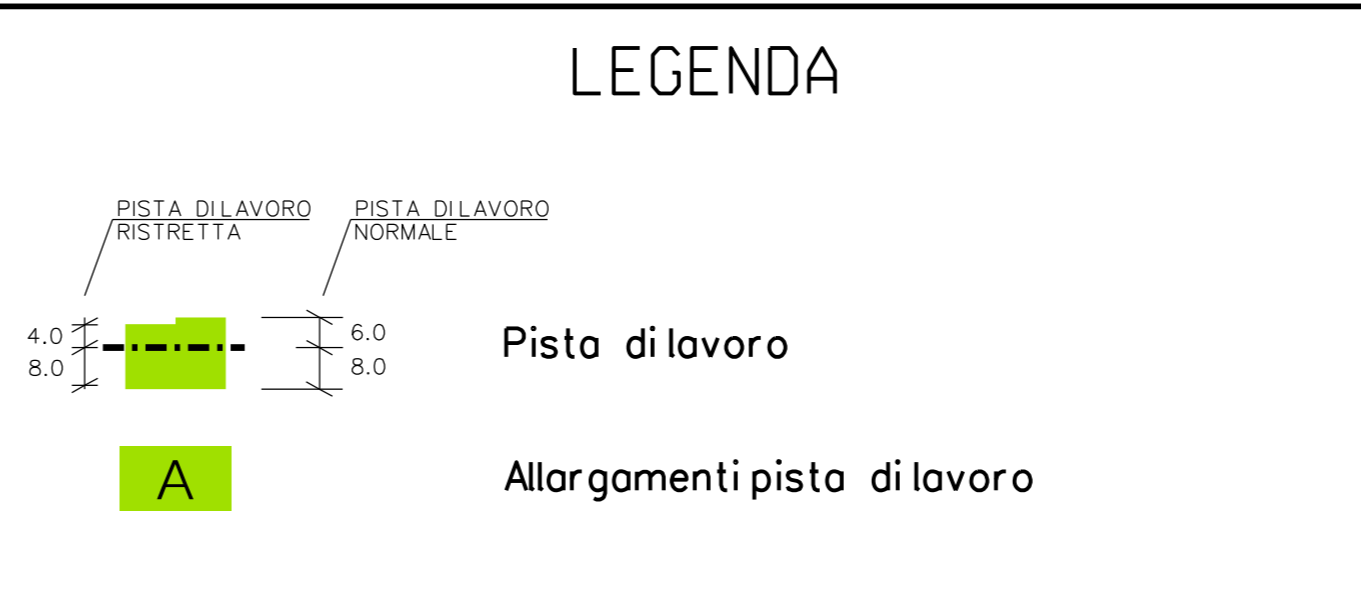 LEGENDA
PISTA DI LAVORO
RISTRETTA
PISTA DI LAVORO
NORMALE
4.0
8.0
6.0
8.0
Pista di lavoro
A
Allargamenti pista di lavoro